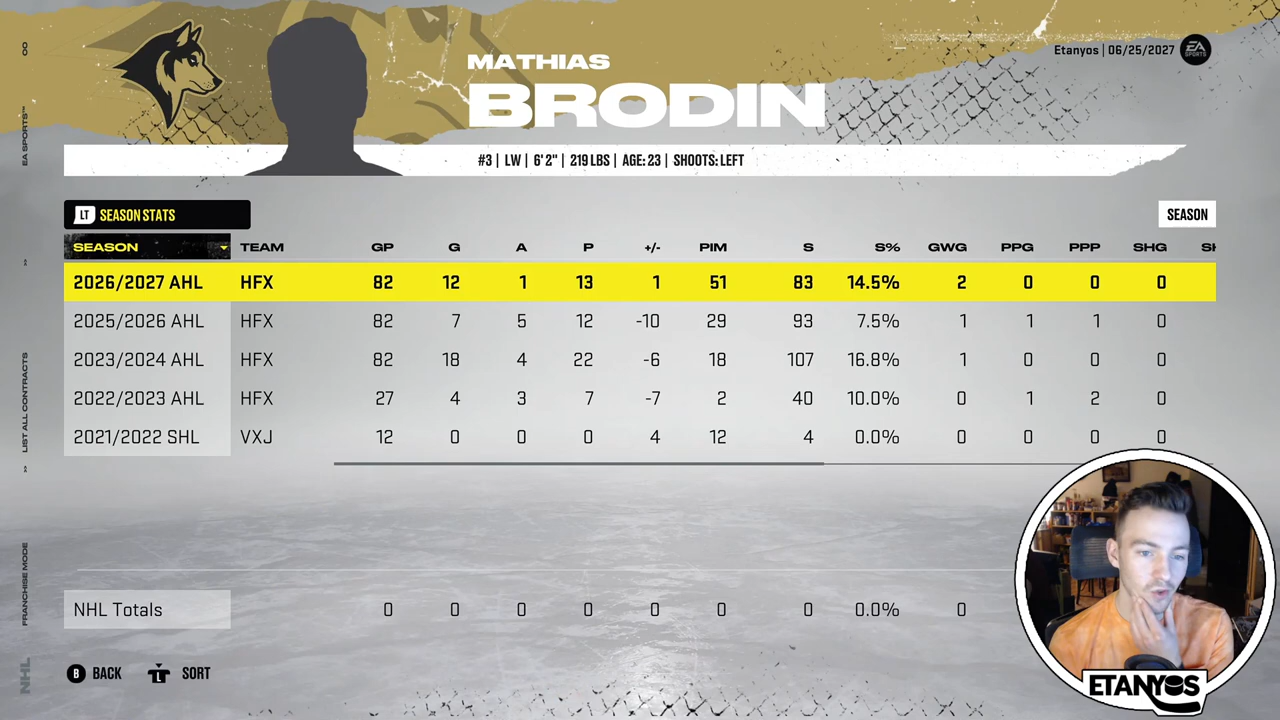 Etanyos | 06/25/2027
EA SPORTS
MATHIAS
BRODIN
#3 | LW | 6' 2" | 219 LBS | AGE: 23 | SHOOTS: LEFT
LT SEASON STATS
SEASON
SEASON TEAM GP G A P +/- PIM S S% GWG PPG PPP SHG
2026/2027 AHL HFX 82 12 1 13 1 51 83 14.5% 2 0 0 0
2025/2026 AHL HFX 82 7 5 12 -10 29 93 7.5% 1 1 1 0
2023/2024 AHL HFX 82 18 4 22 -6 18 107 16.8% 1 0 0 0
2022/2023 AHL HFX 27 4 3 7 -7 2 40 10.0% 0 1 2 0
2021/2022 SHL VXJ 12 0 0 0 4 12 4 0.0% 0 0 0 0
NHL Totals 0 0 0 0 0 0 0 0.0% 0
B BACK L SORT
NHL FRANCHISE MODE » LIST ALL CONTRACTS » EA SPORTS™
ETANYOS